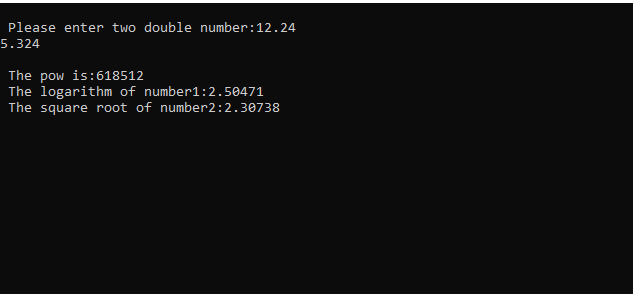 Please enter two double number:12.24
5.324
The pow is:618512
The logarithm of number1:2.50471
The square root of number2:2.30738